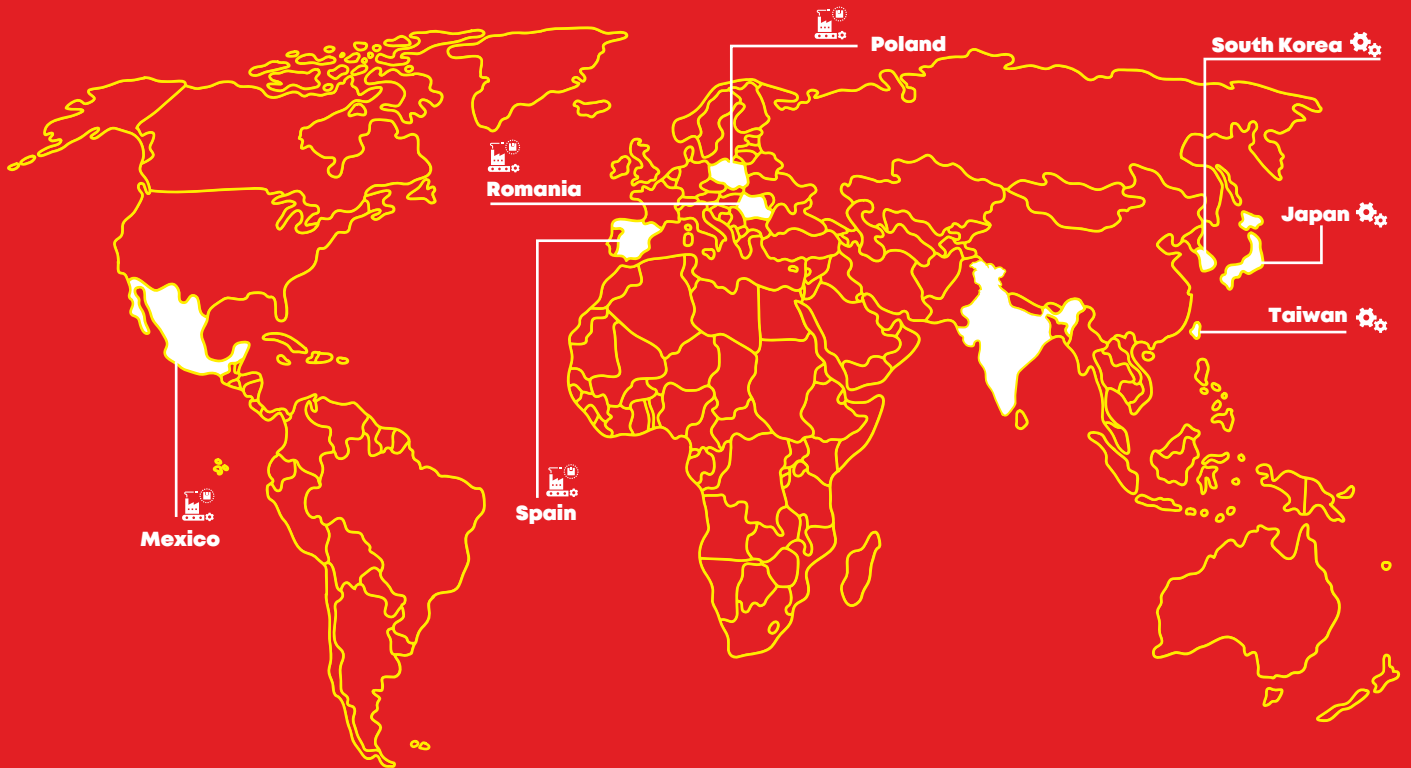 Poland
South Korea
Romania
Japan
Taiwan
Spain
Mexico